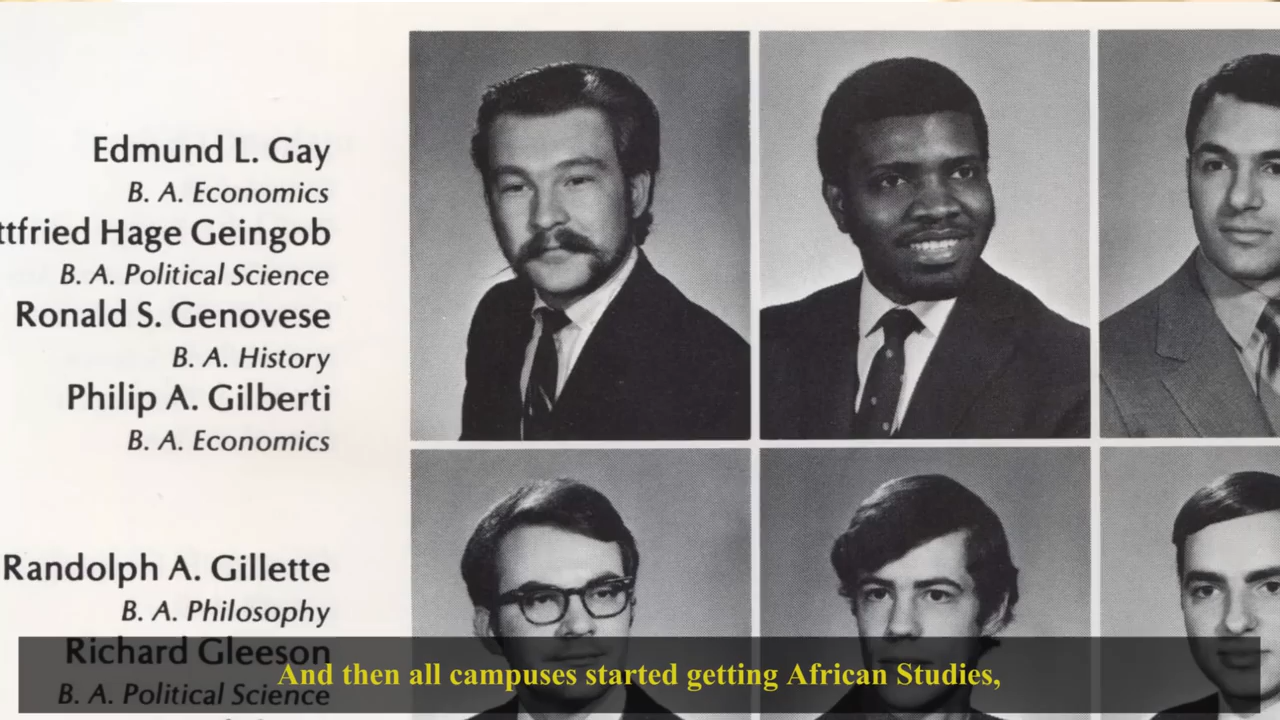 Edmund L. Gay
B. A. Economics
ttfried Hage Geingob
B. A. Political Science
Ronald S. Genovese
B. A. History
Philip A. Gilberti
B. A. Economics
Randolph A. Gillette
B. A. Philosophy
Richard Gleeson
B. A. Political Science
And then all campuses started getting African Studies,